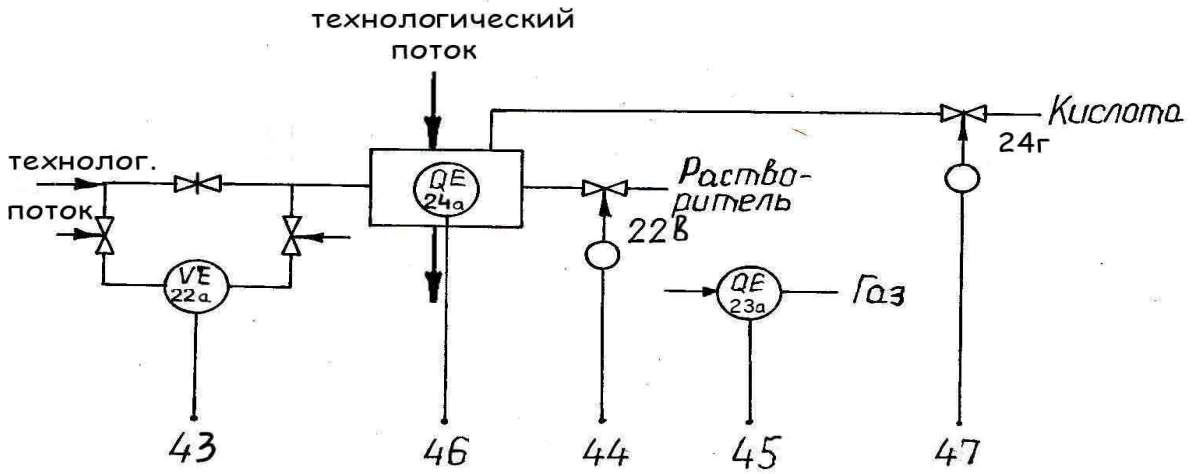 технологический
поток
Кислота
24г
технолог.
поток
QE
24а
Раство-
ритель
22в
VE
22а
QE
23а
Газ
43
46
44
45
47